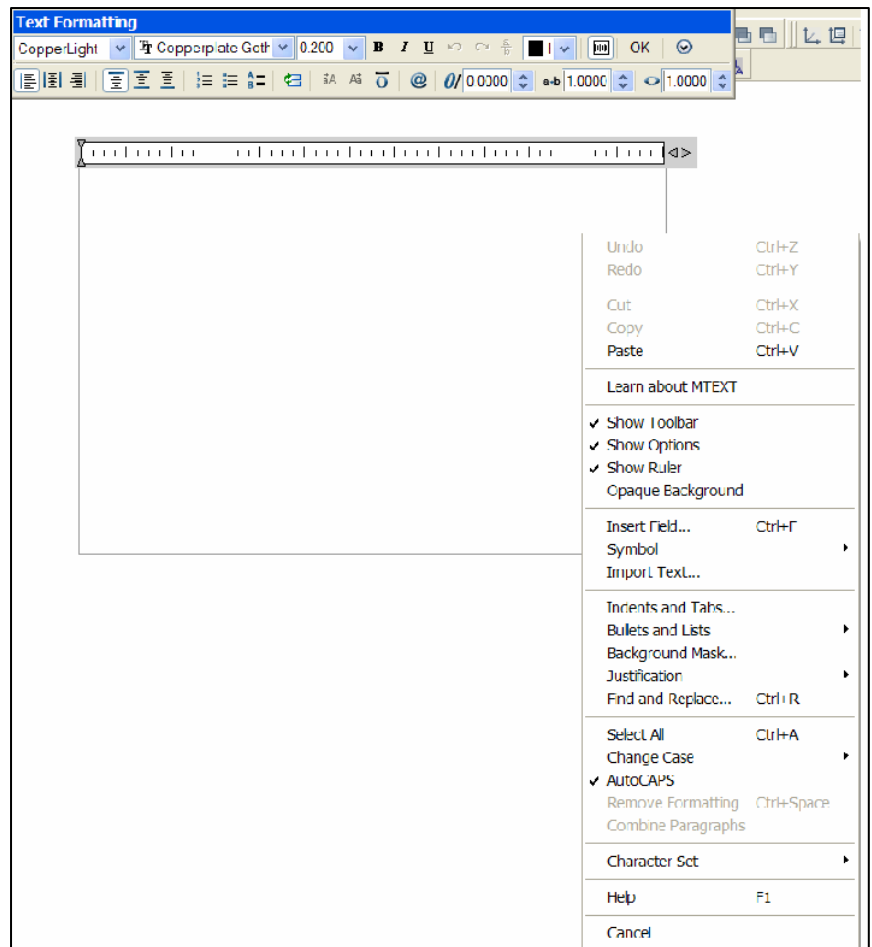 Text Formatting
CopperLight Copperplate Goth 0.200 B I U OK
@ 0/ 0.0000 a-b 1.0000 1.0000
Undo Ctrl+Z
Redo Ctrl+Y
Cut Ctrl+X
Copy Ctrl+C
Paste Ctrl+V
Learn about MTEXT
Show Toolbar
Show Options
Show Ruler
Opaque Background
Insert Field... Ctrl+F
Symbol
Import Text...
Indents and Tabs...
Bullets and Lists
Background Mask...
Justification
Find and Replace... Ctrl+R
Select All Ctrl+A
Change Case
AutoCAPS
Remove Formatting Ctrl+Space
Combine Paragraphs
Character Set
Help F1
Cancel